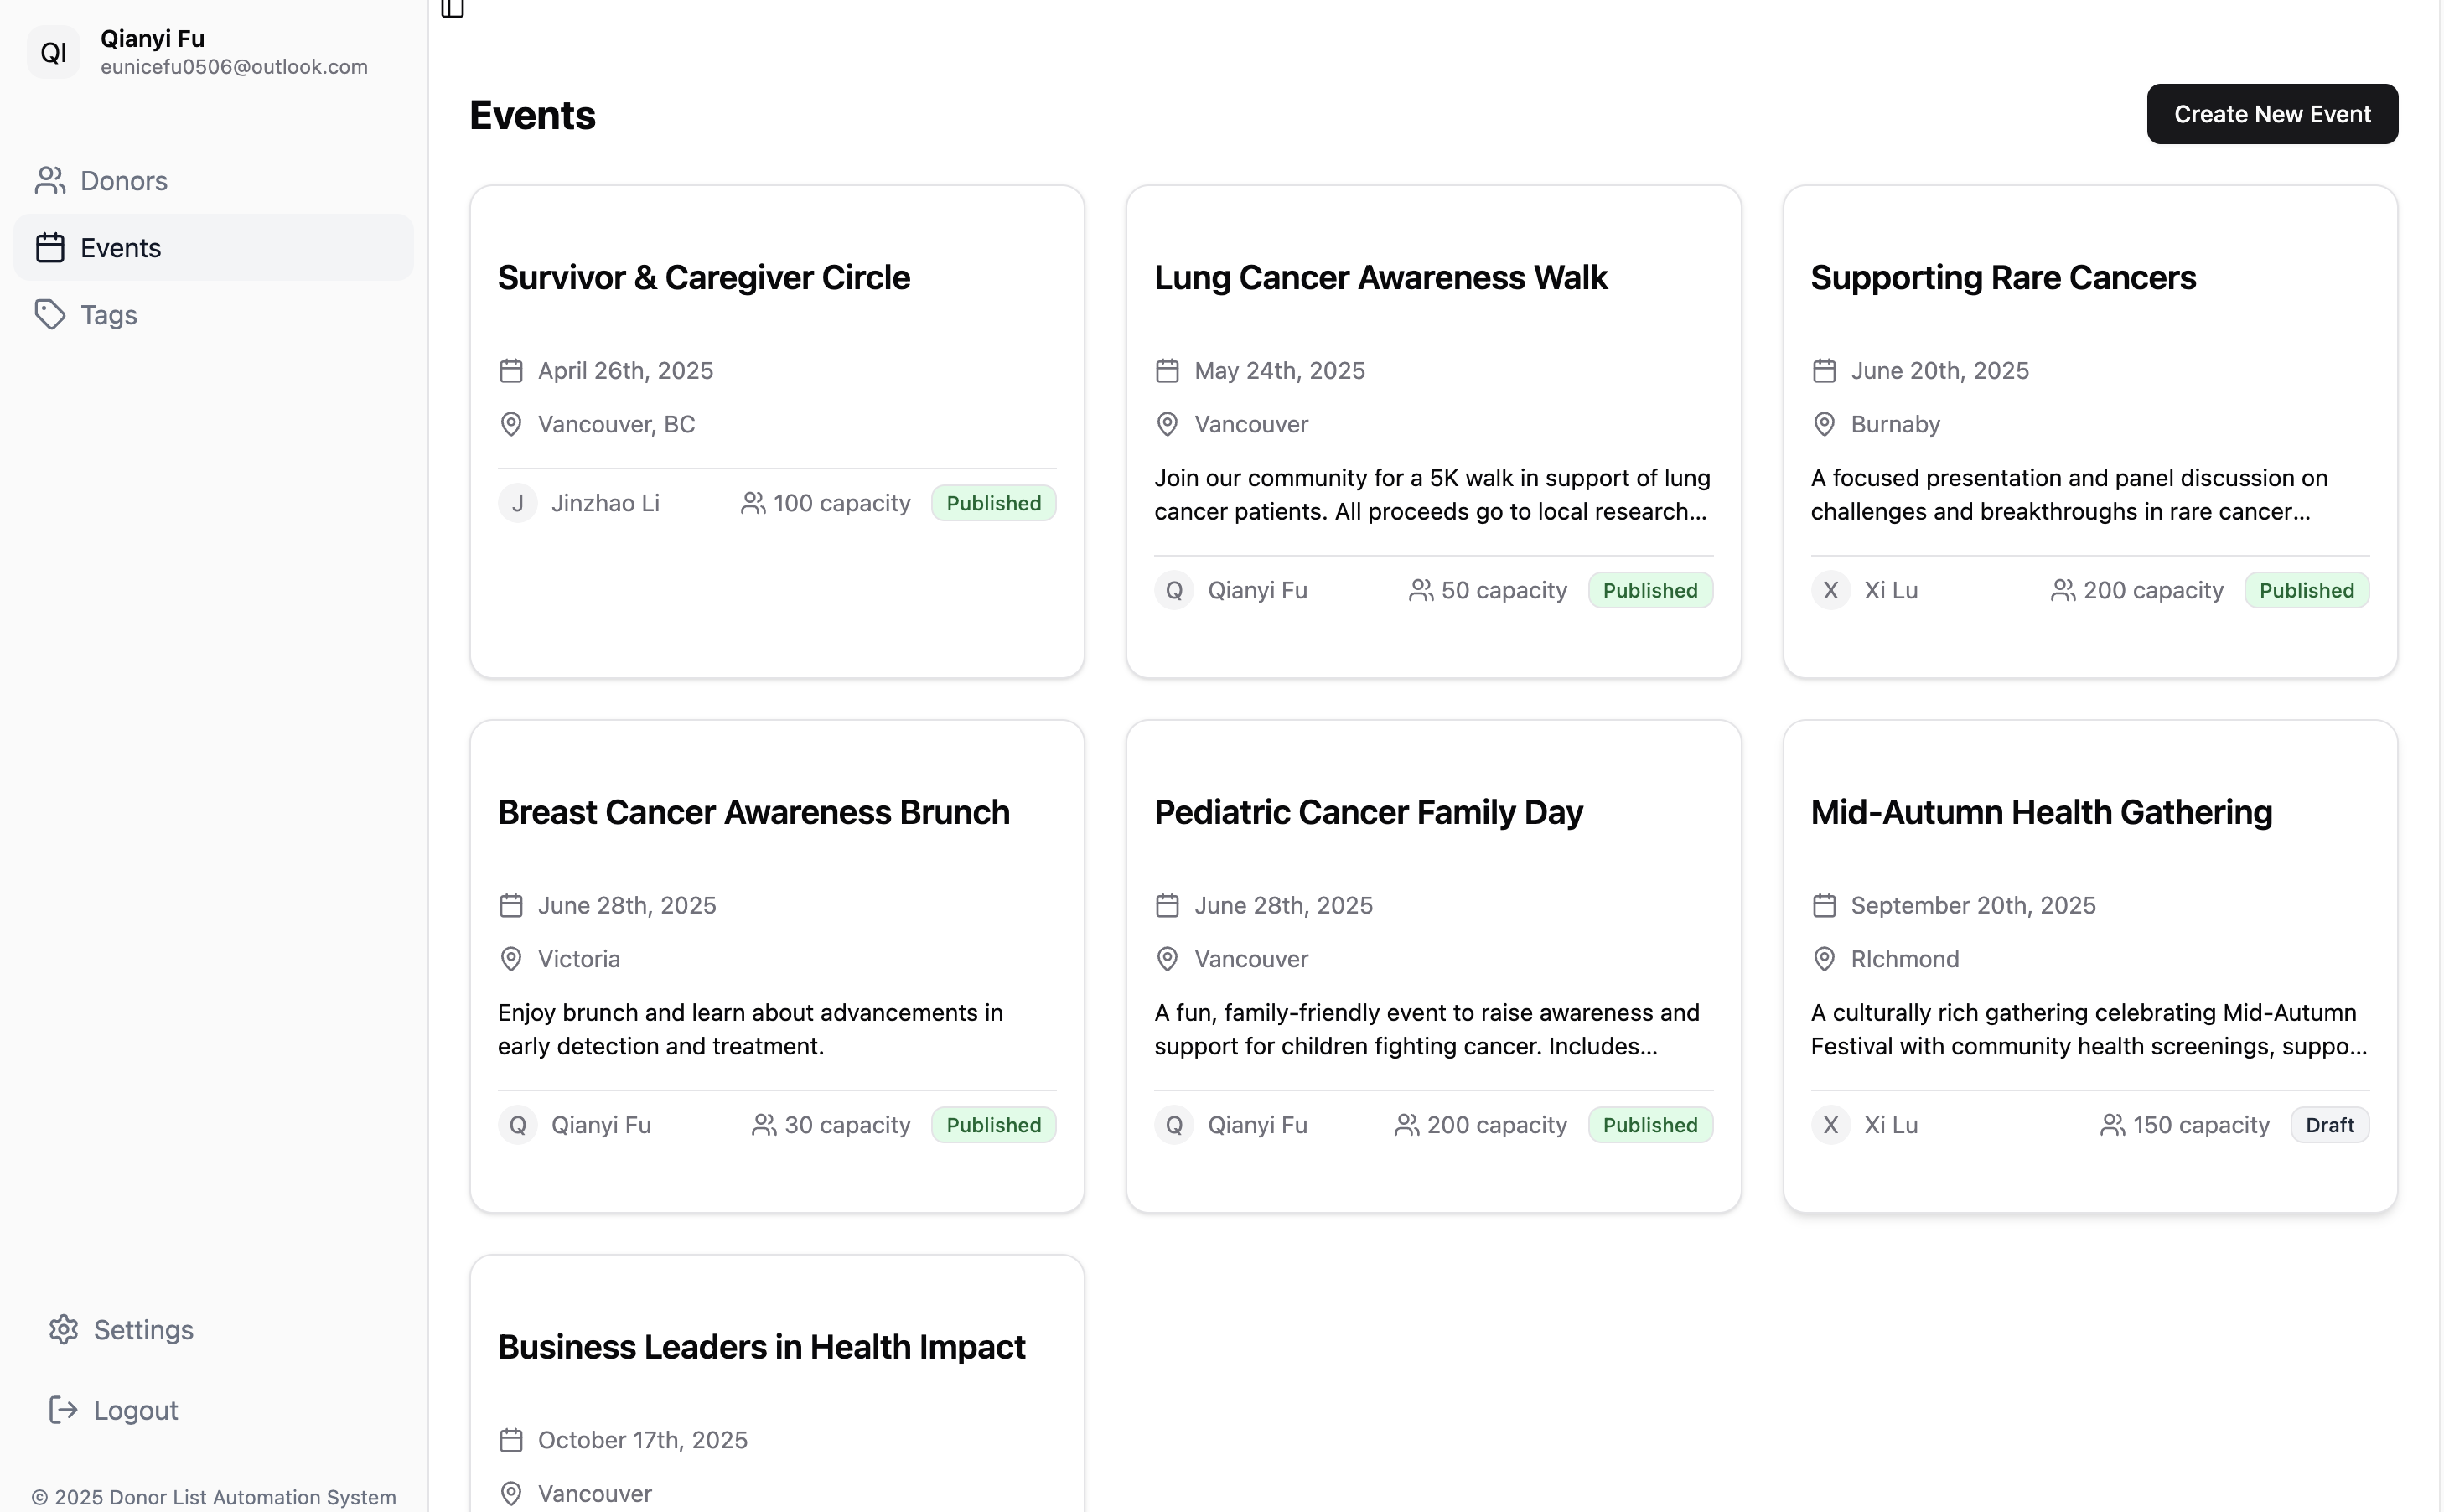 QI
Qianyi Fu
eunicefu0506@outlook.com
Donors
Events
Tags
Settings
Logout
© 2025 Donor List Automation System
Events
Create New Event
Survivor & Caregiver Circle
April 26th, 2025
Vancouver, BC
J Jinzhao Li 100 capacity Published
Lung Cancer Awareness Walk
May 24th, 2025
Vancouver
Join our community for a 5K walk in support of lung
cancer patients. All proceeds go to local research...
Q Qianyi Fu 50 capacity Published
Supporting Rare Cancers
June 20th, 2025
Burnaby
A focused presentation and panel discussion on
challenges and breakthroughs in rare cancer...
X Xi Lu 200 capacity Published
Breast Cancer Awareness Brunch
June 28th, 2025
Victoria
Enjoy brunch and learn about advancements in
early detection and treatment.
Q Qianyi Fu 30 capacity Published
Pediatric Cancer Family Day
June 28th, 2025
Vancouver
A fun, family-friendly event to raise awareness and
support for children fighting cancer. Includes...
Q Qianyi Fu 200 capacity Published
Mid-Autumn Health Gathering
September 20th, 2025
RIchmond
A culturally rich gathering celebrating Mid-Autumn
Festival with community health screenings, suppo...
X Xi Lu 150 capacity Draft
Business Leaders in Health Impact
October 17th, 2025
Vancouver